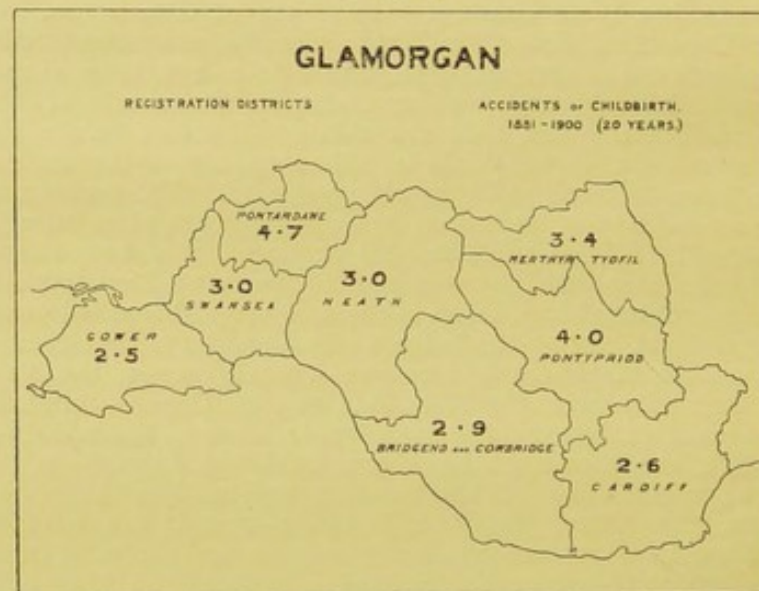 GLAMORGAN
REGISTRATION DISTRICTS
ACCIDENTS OF CHILDBIRTH.
1881-1900 (20 YEARS.)
PONTARDAWE
4·7
3·4
MERTHYR TYDFIL
3·0
SWANSEA
3·0
NEATH
GOWER
2·5
4·0
PONTYPRIDD
2·9
BRIDGEND AND COWBRIDGE
2·6
CARDIFF